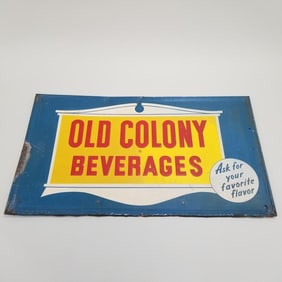 OLD COLONY
BEVERAGES
Ask for
your
favorite
flavor